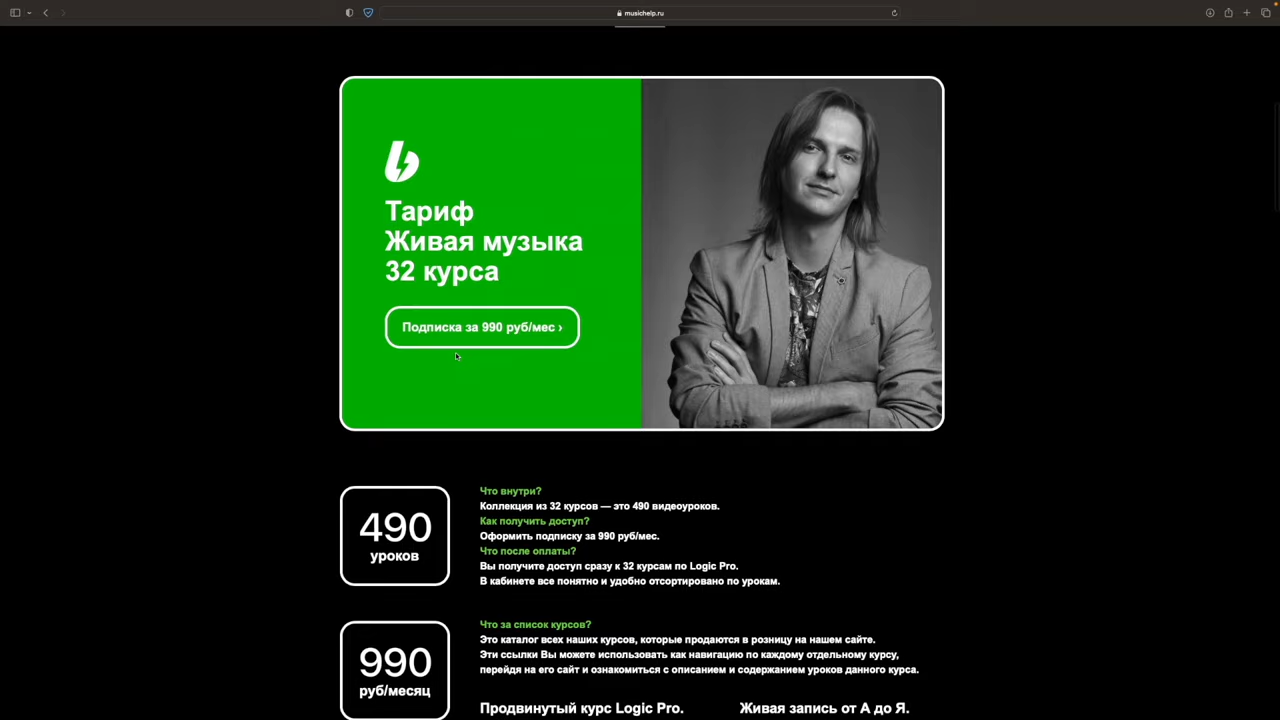 musichelp.ru
Тариф
Живая музыка
32 курса
Подписка за 990 руб/мес ›
490
уроков
Что внутри?
Коллекция из 32 курсов — это 490 видеоуроков.
Как получить доступ?
Оформить подписку за 990 руб/мес.
Что после оплаты?
Вы получите доступ сразу к 32 курсам по Logic Pro.
В кабинете все понятно и удобно отсортировано по урокам.
990
руб/месяц
Что за список курсов?
Это каталог всех наших курсов, которые продаются в розницу на нашем сайте.
Эти ссылки Вы можете использовать как навигацию по каждому отдельному курсу,
перейдя на его сайт и ознакомиться с описанием и содержанием уроков данного курса.
Продвинутый курс Logic Pro.
Живая запись от А до Я.